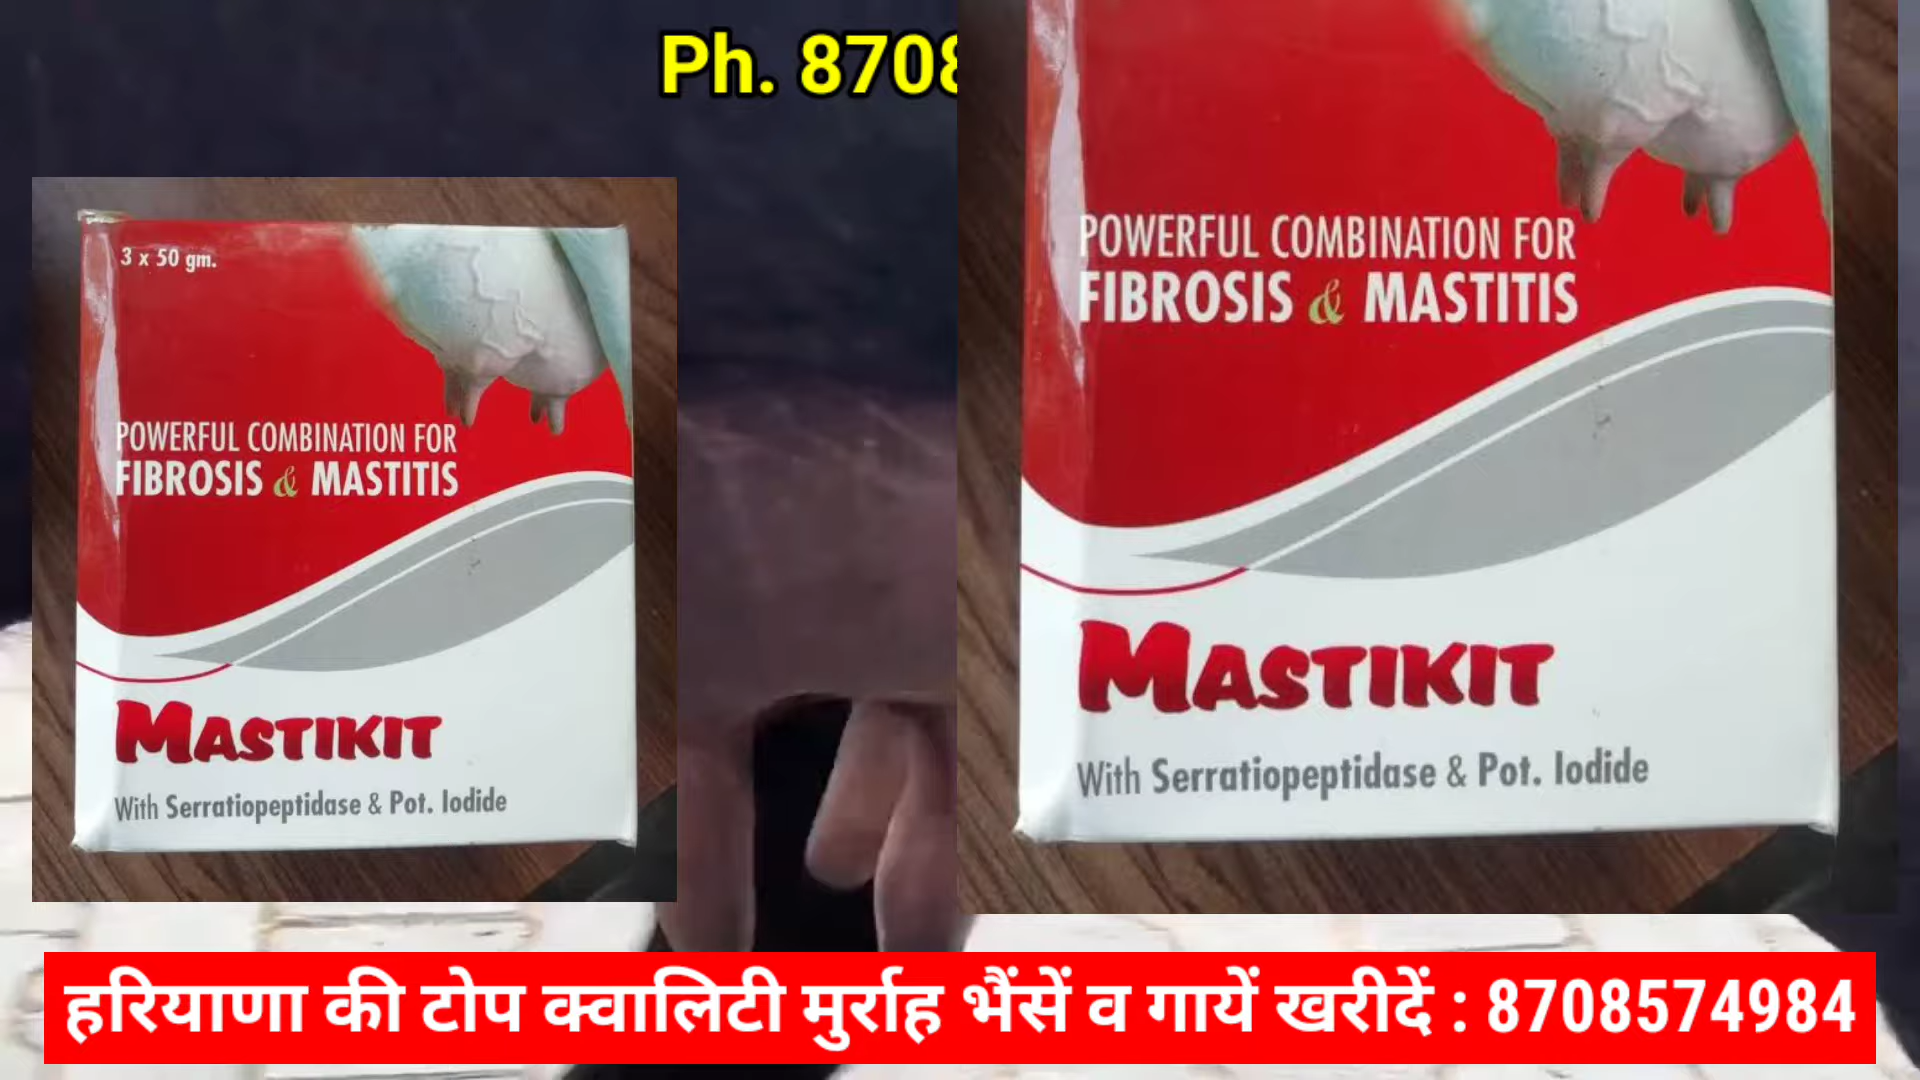 Ph. 8708
3 x 50 gm.
POWERFUL COMBINATION FOR
FIBROSIS & MASTITIS
MASTIKIT
With Serratiopeptidase & Pot. Iodide
POWERFUL COMBINATION FOR
FIBROSIS & MASTITIS
MASTIKIT
With Serratiopeptidase & Pot. Iodide
हरियाणा की टोप क्वालिटी मुर्राह भैंसें व गायें खरीदें : 8708574984